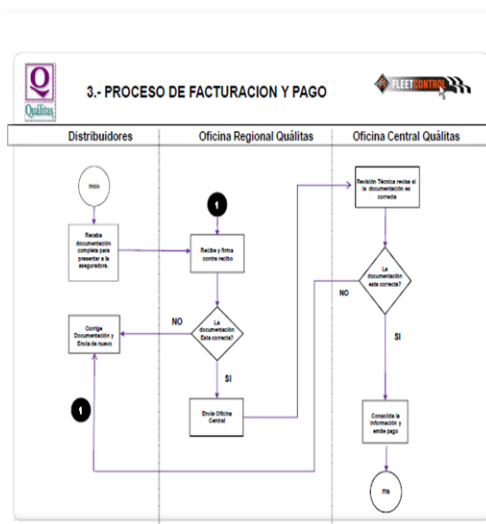 Q
Quálitas
3.- PROCESO DE FACTURACION Y PAGO
FLEETCONTROL
Distribuidores
Oficina Regional Quálitas
Oficina Central Quálitas
Inicio
Recaba
documentación
completa para
presentar a la
aseguradora.
1
Recibe y firma
contra recibo
Revisión Técnica revisa si
la documentación es
correcta
La
documentación
Esta correcta?
NO
SI
Corrige
Documentación y
Envía de nuevo
1
Envía Oficina
Central
La
documentación
esta correcta?
NO
SI
Consolida la
información y
emite pago
FIN